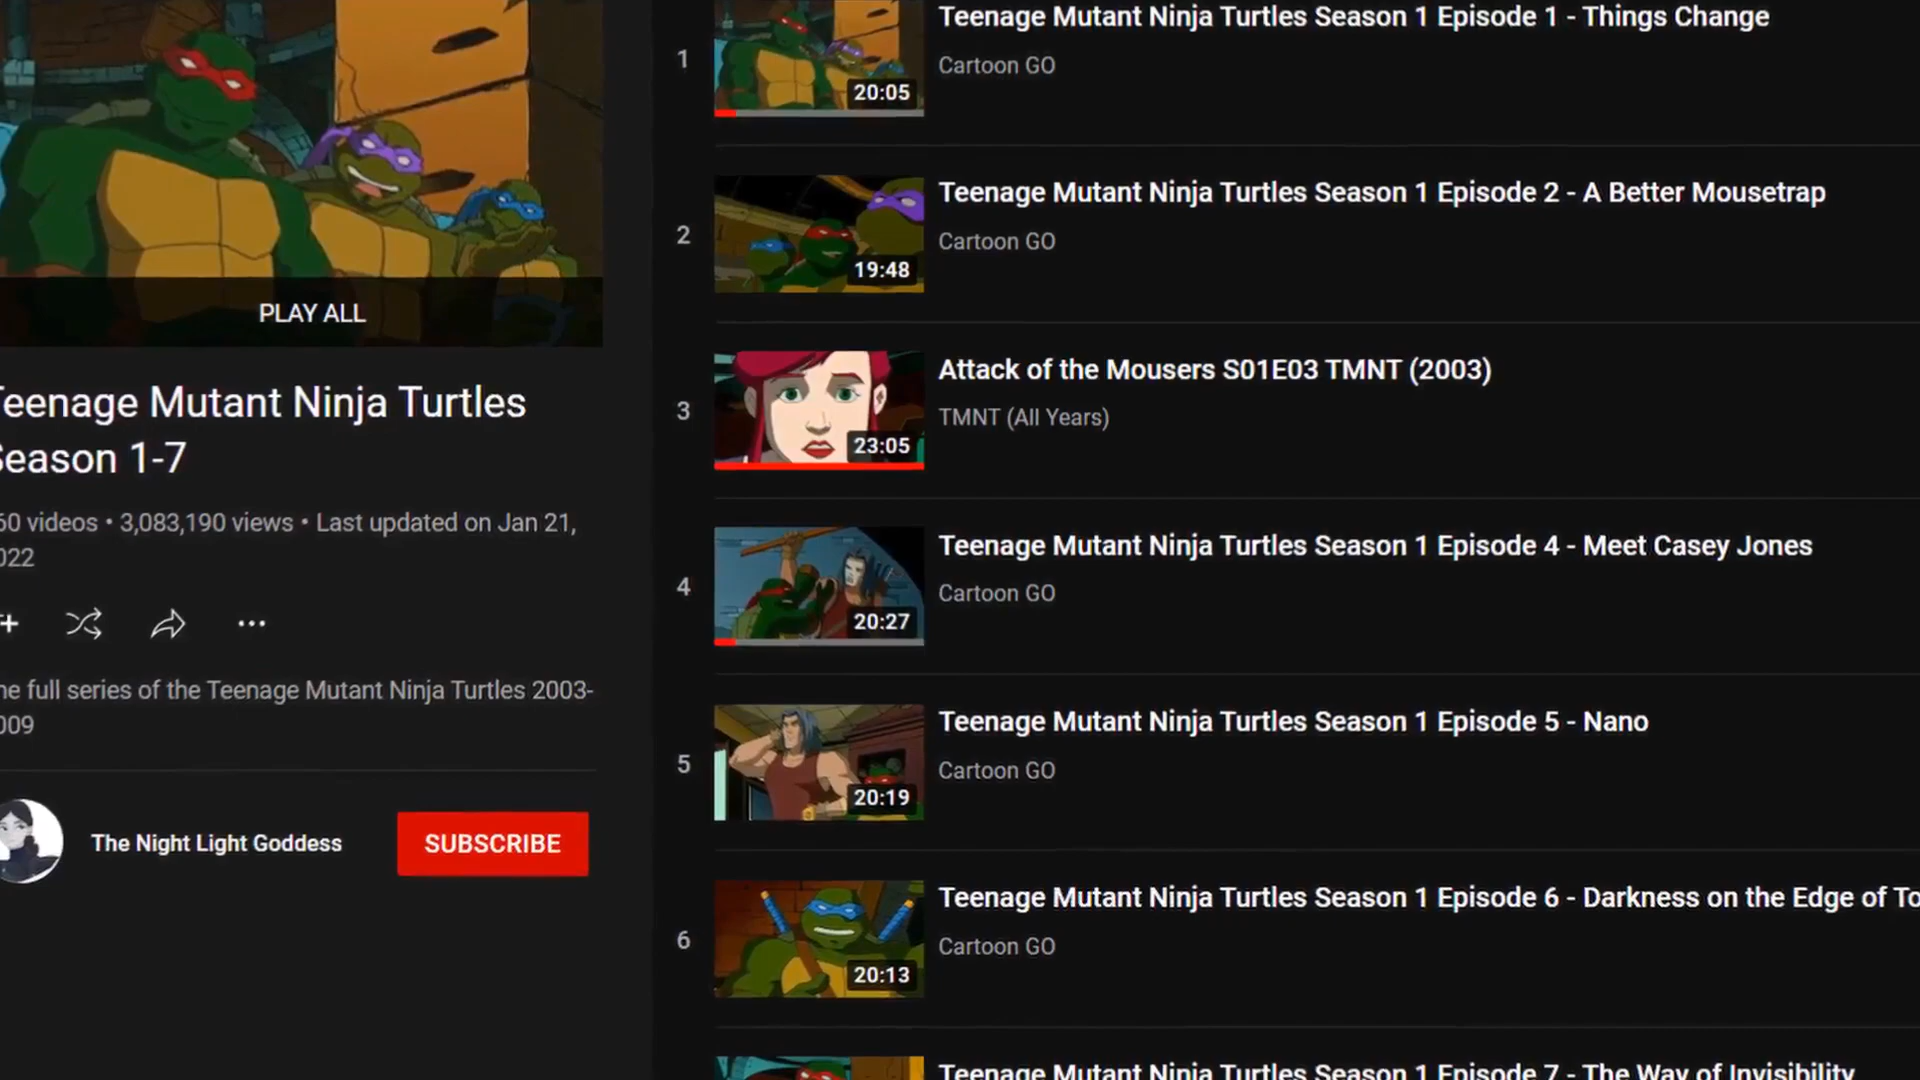 PLAY ALL
Teenage Mutant Ninja Turtles
Season 1-7
60 videos • 3,083,190 views • Last updated on Jan 21,
022
he full series of the Teenage Mutant Ninja Turtles 2003-
009
The Night Light Goddess
SUBSCRIBE
1
20:05
Teenage Mutant Ninja Turtles Season 1 Episode 1 - Things Change
Cartoon GO
2
19:48
Teenage Mutant Ninja Turtles Season 1 Episode 2 - A Better Mousetrap
Cartoon GO
3
23:05
Attack of the Mousers S01E03 TMNT (2003)
TMNT (All Years)
4
20:27
Teenage Mutant Ninja Turtles Season 1 Episode 4 - Meet Casey Jones
Cartoon GO
5
20:19
Teenage Mutant Ninja Turtles Season 1 Episode 5 - Nano
Cartoon GO
6
20:13
Teenage Mutant Ninja Turtles Season 1 Episode 6 - Darkness on the Edge of To
Cartoon GO
Teenage Mutant Ninja Turtles Season 1 Episode 7 - The Way of Invisibility